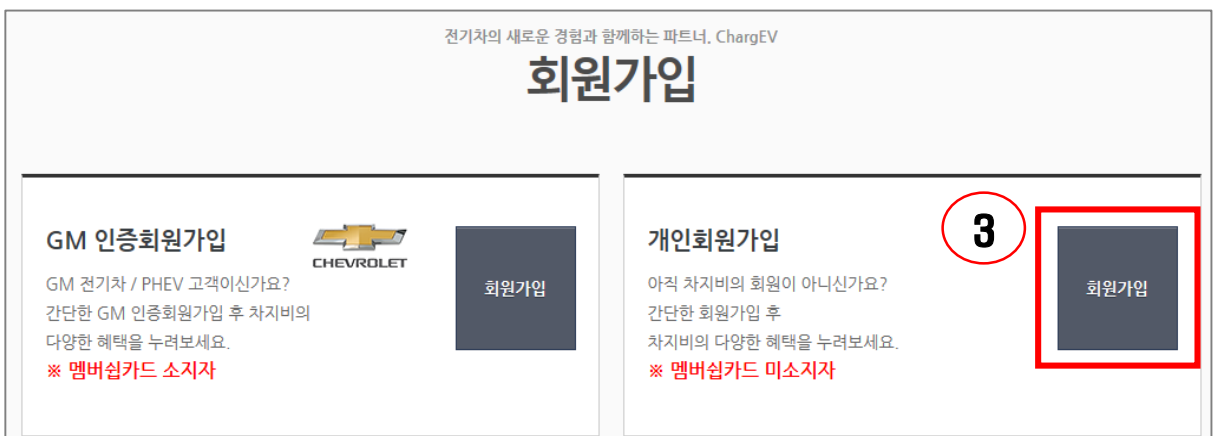 전기차의 새로운 경험과 함께하는 파트너. ChargEV
회원가입
GM 인증회원가입
CHEVROLET
GM 전기차 / PHEV 고객이신가요?
간단한 GM 인증회원가입 후 차지비의
다양한 혜택을 누려보세요.
※ 멤버쉽카드 소지자
회원가입
개인회원가입
3
아직 차지비의 회원이 아니신가요?
간단한 회원가입 후
차지비의 다양한 혜택을 누려보세요.
※ 멤버쉽카드 미소지자
회원가입